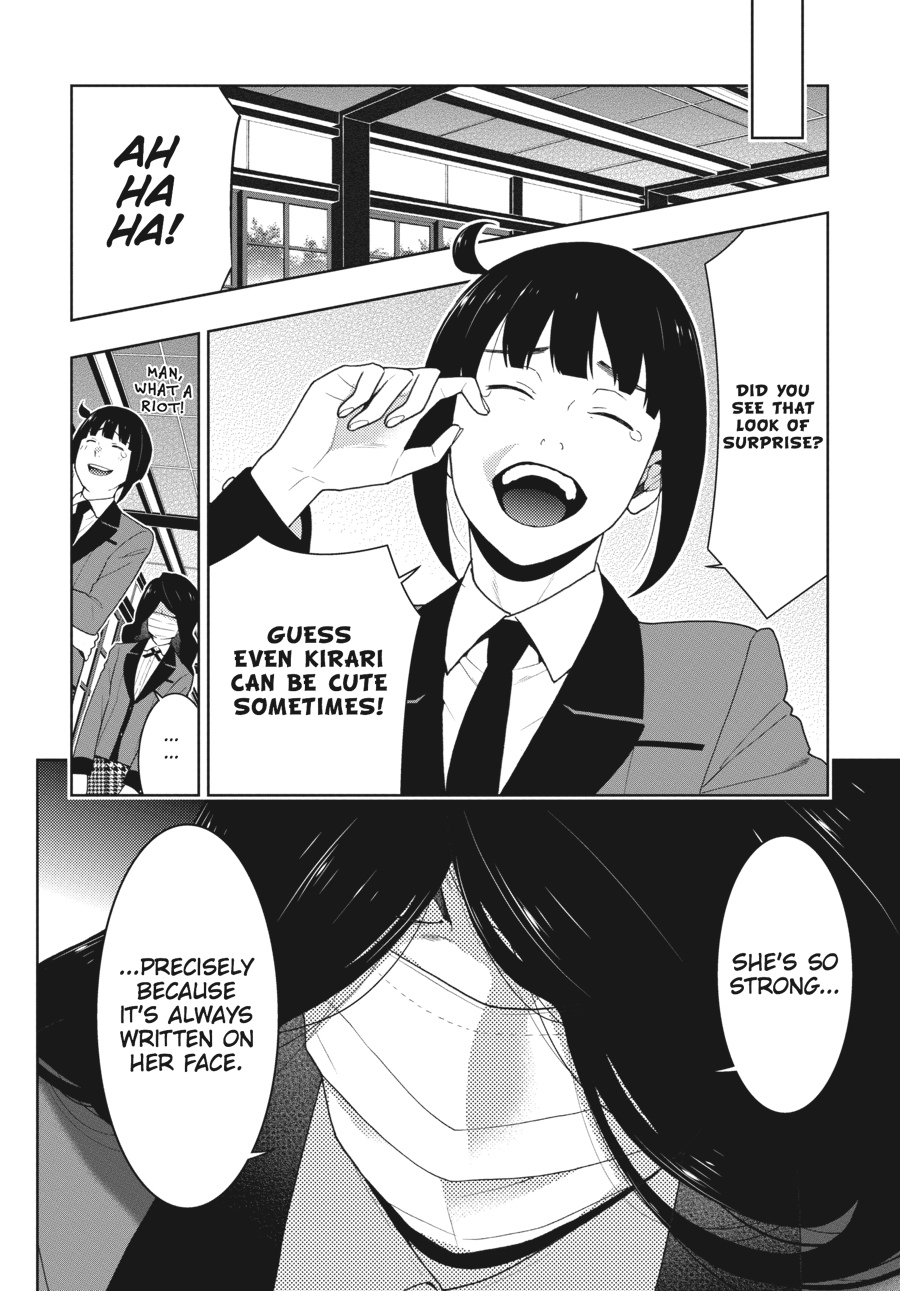 AH
HA
HA!
DID YOU
SEE THAT
LOOK OF
SURPRISE?
GUESS
EVEN KIRARI
CAN BE CUTE
SOMETIMES!
MAN,
WHAT A
RIOT!
...
...
SHE'S SO
STRONG...
...PRECISELY
BECAUSE
IT'S ALWAYS
WRITTEN ON
HER FACE.